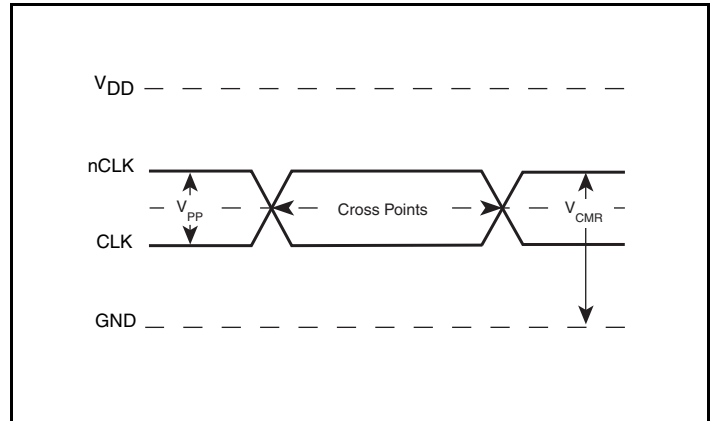 VDD
nCLK
VPP
Cross Points
VCMR
CLK
GND